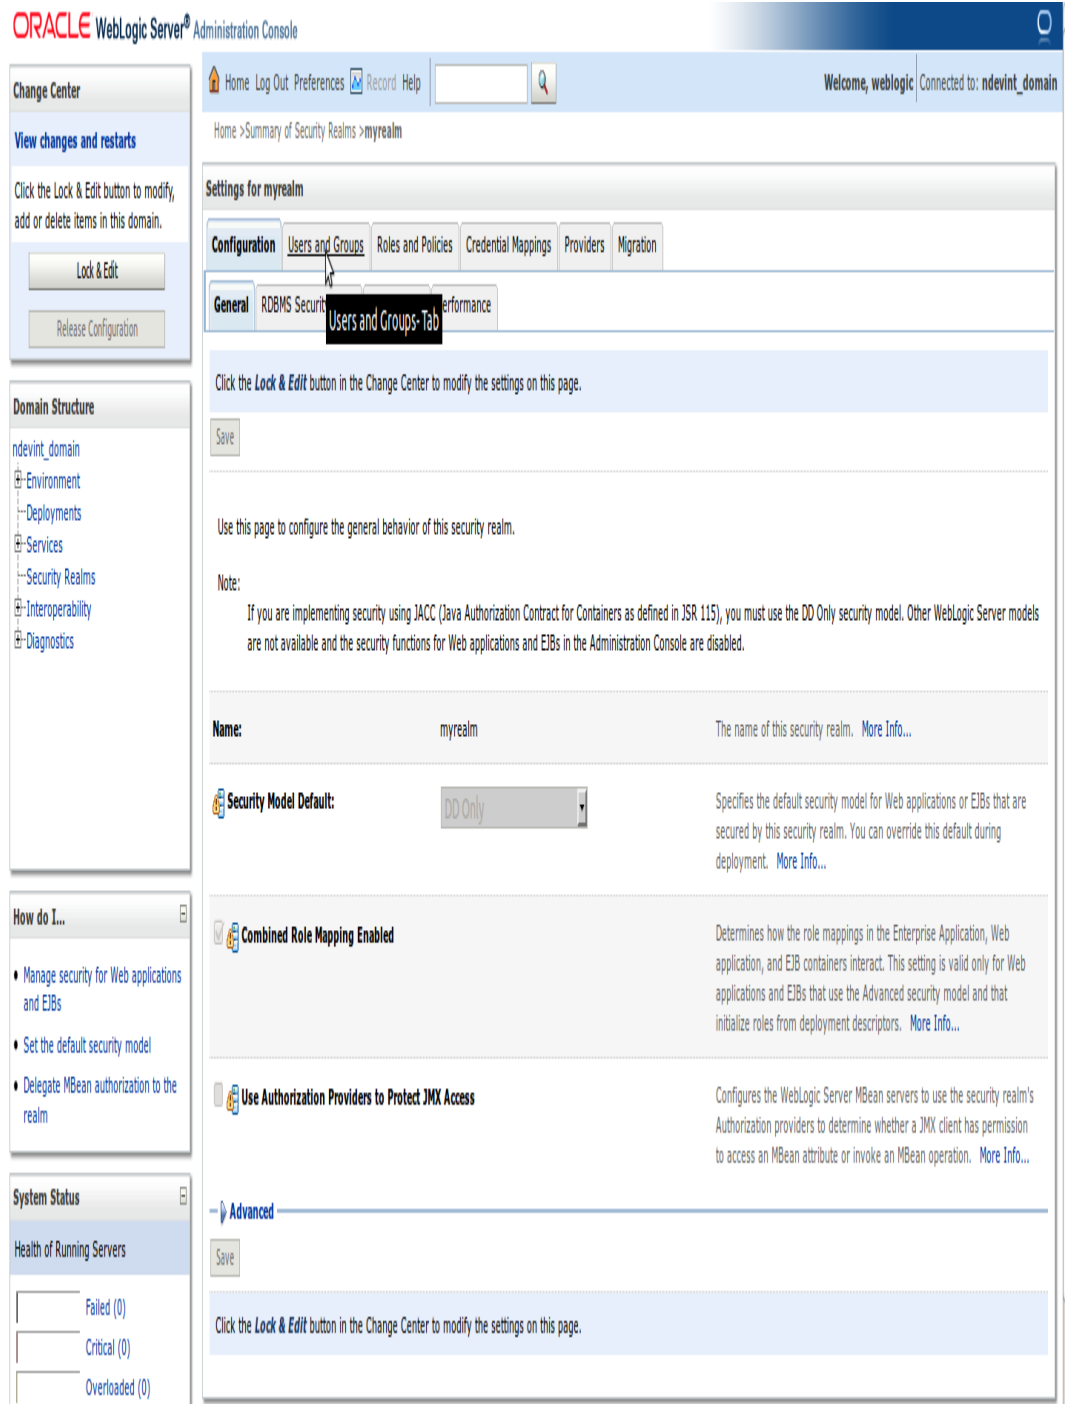 ORACLE WebLogic Server® Administration Console
Change Center
View changes and restarts
Click the Lock & Edit button to modify,
add or delete items in this domain.
Lock & Edit
Release Configuration
Domain Structure
ndevint_domain
Environment
Deployments
Services
Security Realms
Interoperability
Diagnostics
How do I...
Manage security for Web applications
and EJBs
Set the default security model
Delegate MBean authorization to the
realm
System Status
Health of Running Servers
Failed (0)
Critical (0)
Overloaded (0)
Home Log Out Preferences Record Help
Welcome, weblogic Connected to: ndevint_domain
Home >Summary of Security Realms >myrealm
Settings for myrealm
Configuration Users and Groups Roles and Policies Credential Mappings Providers Migration
General RDBMS Securit erformance
Users and Groups- Tab
Click the Lock & Edit button in the Change Center to modify the settings on this page.
Save
Use this page to configure the general behavior of this security realm.
Note:
If you are implementing security using JACC (Java Authorization Contract for Containers as defined in JSR 115), you must use the DD Only security model. Other WebLogic Server models
are not available and the security functions for Web applications and EJBs in the Administration Console are disabled.
Name: myrealm The name of this security realm. More Info...
Security Model Default: DD Only Specifies the default security model for Web applications or EJBs that are
secured by this security realm. You can override this default during
deployment. More Info...
Combined Role Mapping Enabled Determines how the role mappings in the Enterprise Application, Web
application, and EJB containers interact. This setting is valid only for Web
applications and EJBs that use the Advanced security model and that
initialize roles from deployment descriptors. More Info...
Use Authorization Providers to Protect JMX Access Configures the WebLogic Server MBean servers to use the security realm's
Authorization providers to determine whether a JMX client has permission
to access an MBean attribute or invoke an MBean operation. More Info...
Advanced
Save
Click the Lock & Edit button in the Change Center to modify the settings on this page.